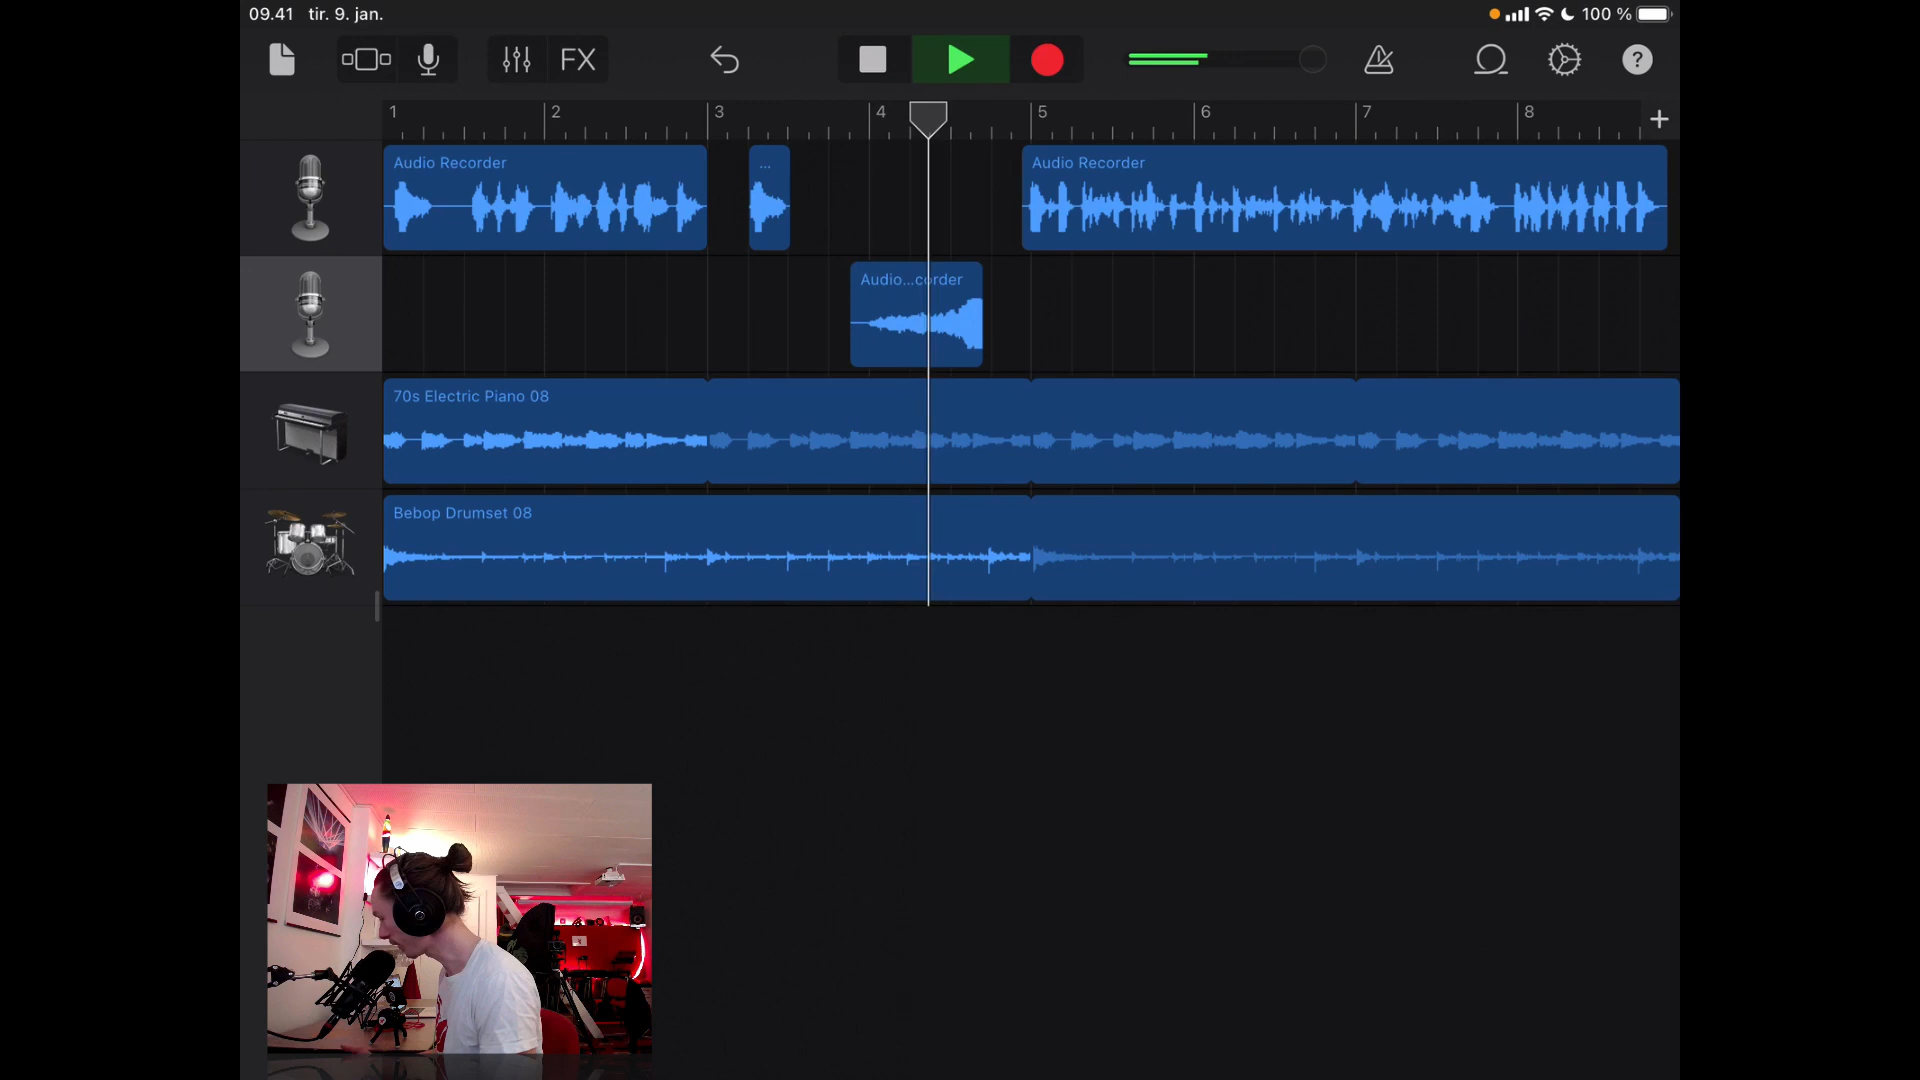 09.41 tir. 9. jan. 100 %
FX ?
1 2 3 4 5 6 7 8 +
Audio Recorder ... Audio Recorder
Audio...corder
70s Electric Piano 08
Bebop Drumset 08